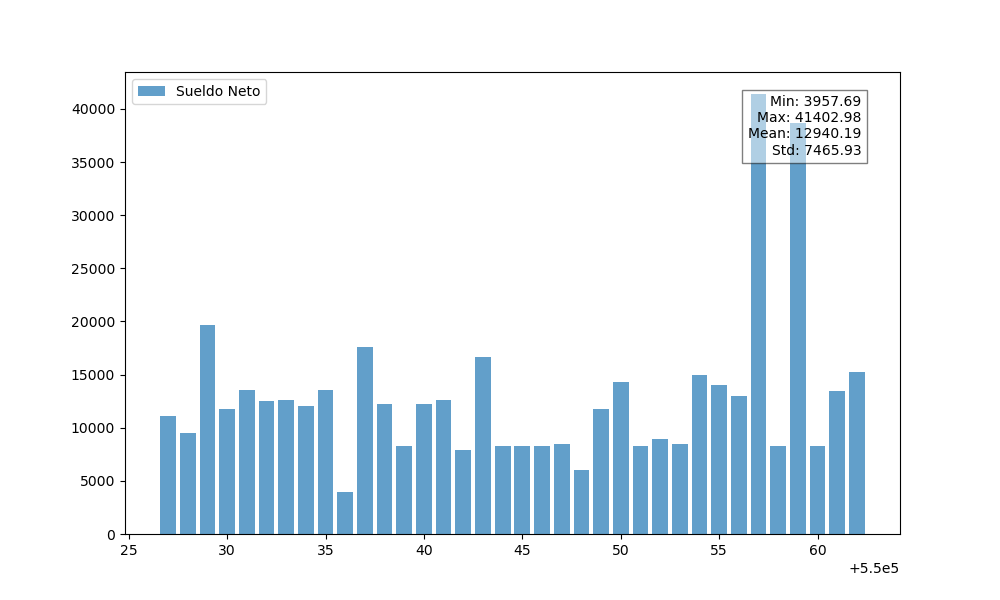 Sueldo Neto
Min: 3957.69
Max: 41402.98
Mean: 12940.19
Std: 7465.93
40000
35000
30000
25000
20000
15000
10000
5000
0
25 30 35 40 45 50 55 60
+5.5e5